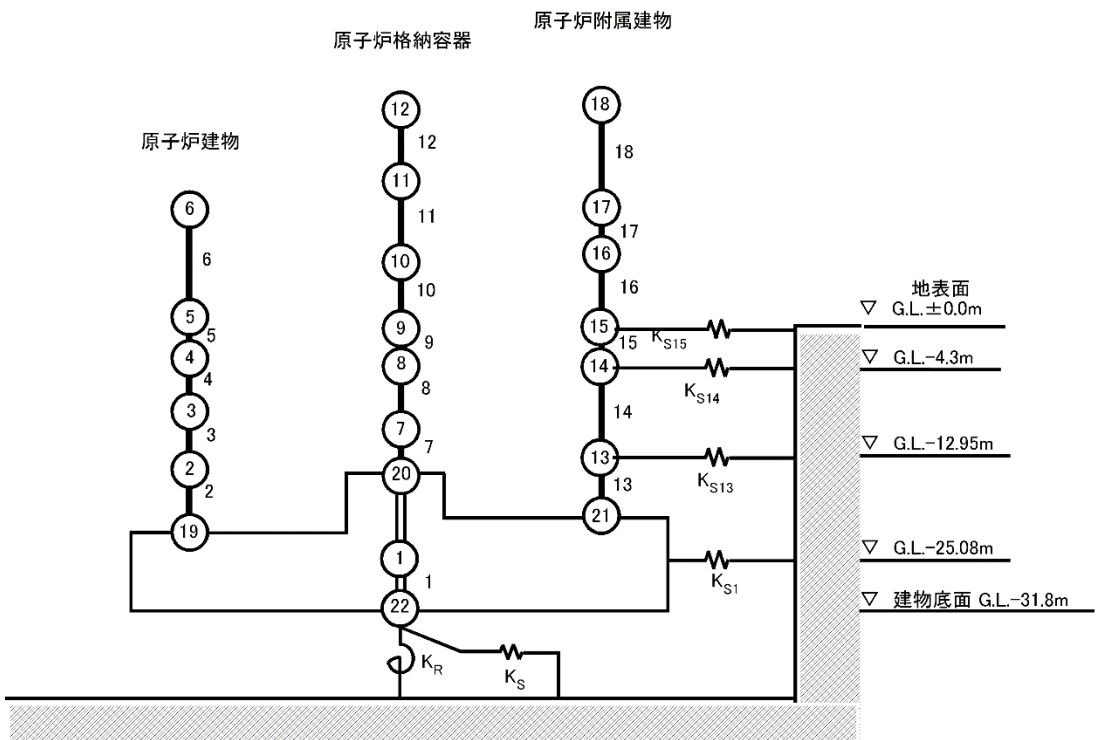 原子炉建物
6
6
5
5
4
4
3
3
2
2
19
原子炉格納容器
12
12
11
11
10
10
9
9
8
8
7
7
20
1
1
22
K_R
K_S
原子炉附属建物
18
18
17
17
16
16
15
15
14
14
13
13
21
K_S15
K_S14
K_S13
K_S1
地表面
▽ G.L.±0.0m
▽ G.L.-4.3m
▽ G.L.-12.95m
▽ G.L.-25.08m
▽ 建物底面 G.L.-31.8m